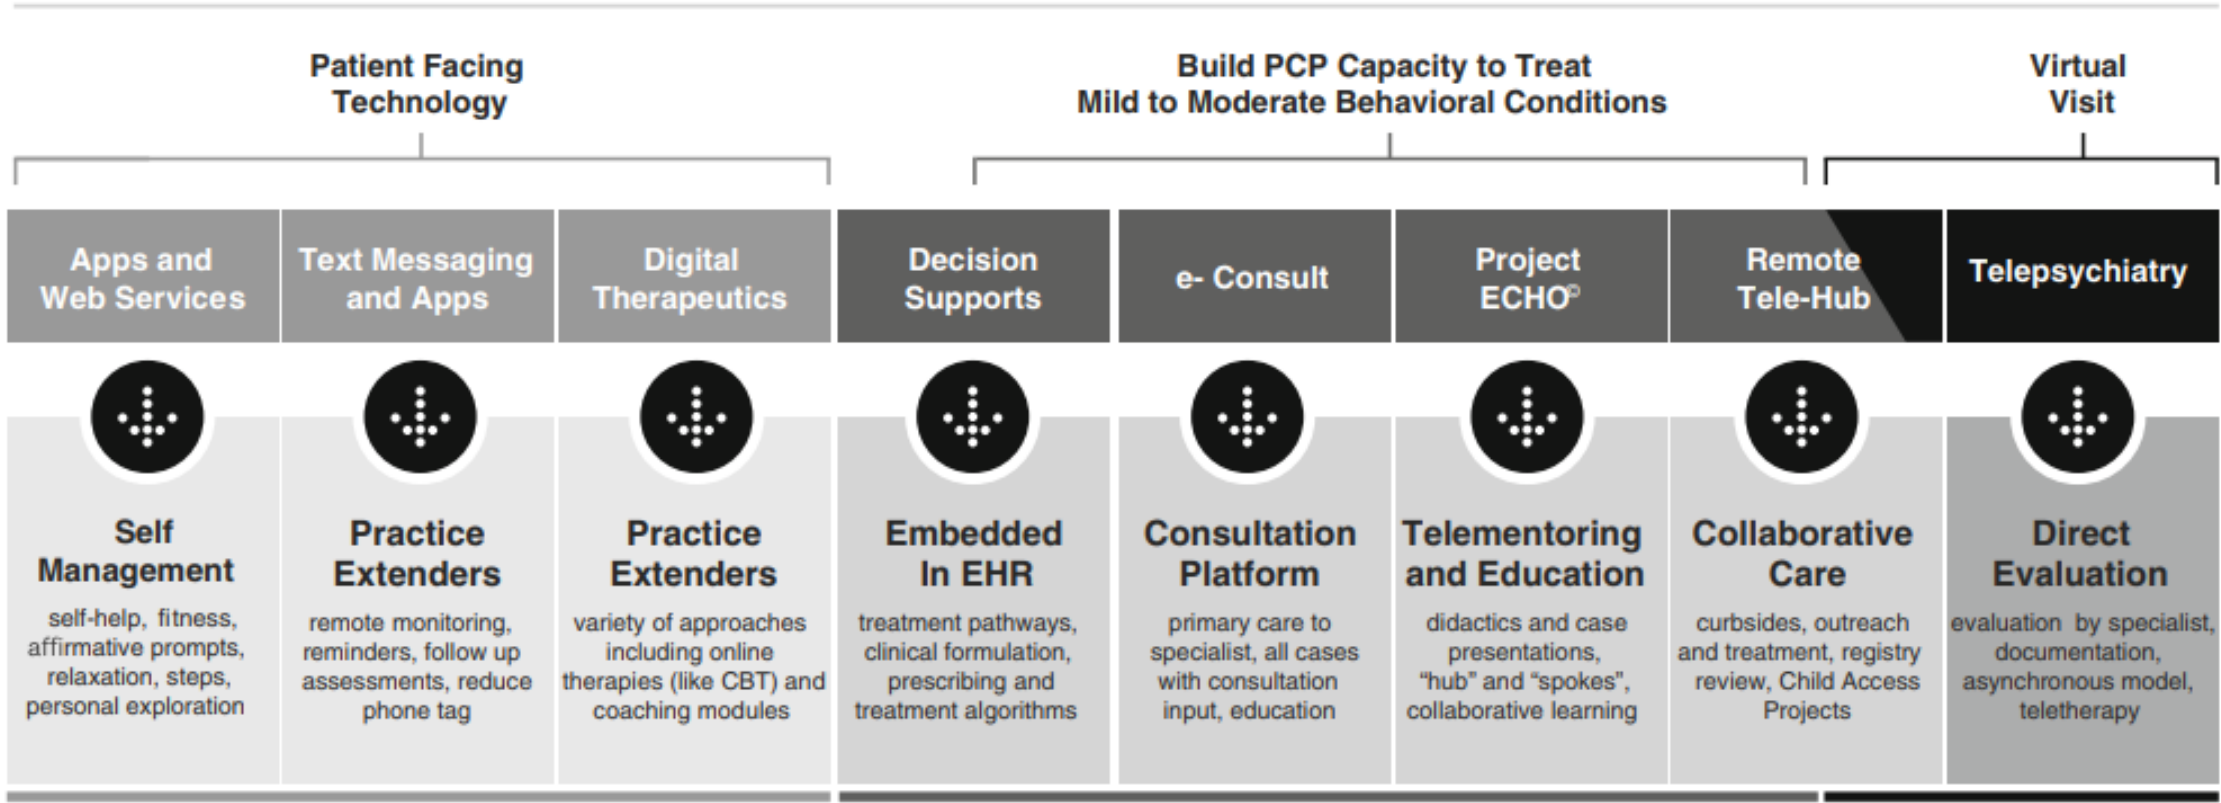 Patient Facing
Technology
Build PCP Capacity to Treat
Mild to Moderate Behavioral Conditions
Virtual
Visit
Apps and
Web Services
Text Messaging
and Apps
Digital
Therapeutics
Decision
Supports
e- Consult
Project
ECHO©
Remote
Tele-Hub
Telepsychiatry
Self
Management
self-help, fitness,
affirmative prompts,
relaxation, steps,
personal exploration
Practice
Extenders
remote monitoring,
reminders, follow up
assessments, reduce
phone tag
Practice
Extenders
variety of approaches
including online
therapies (like CBT) and
coaching modules
Embedded
In EHR
treatment pathways,
clinical formulation,
prescribing and
treatment algorithms
Consultation
Platform
primary care to
specialist, all cases
with consultation
input, education
Telementoring
and Education
didactics and case
presentations,
“hub” and “spokes”,
collaborative learning
Collaborative
Care
curbsides, outreach
and treatment, registry
review, Child Access
Projects
Direct
Evaluation
evaluation by specialist,
documentation,
asynchronous model,
teletherapy